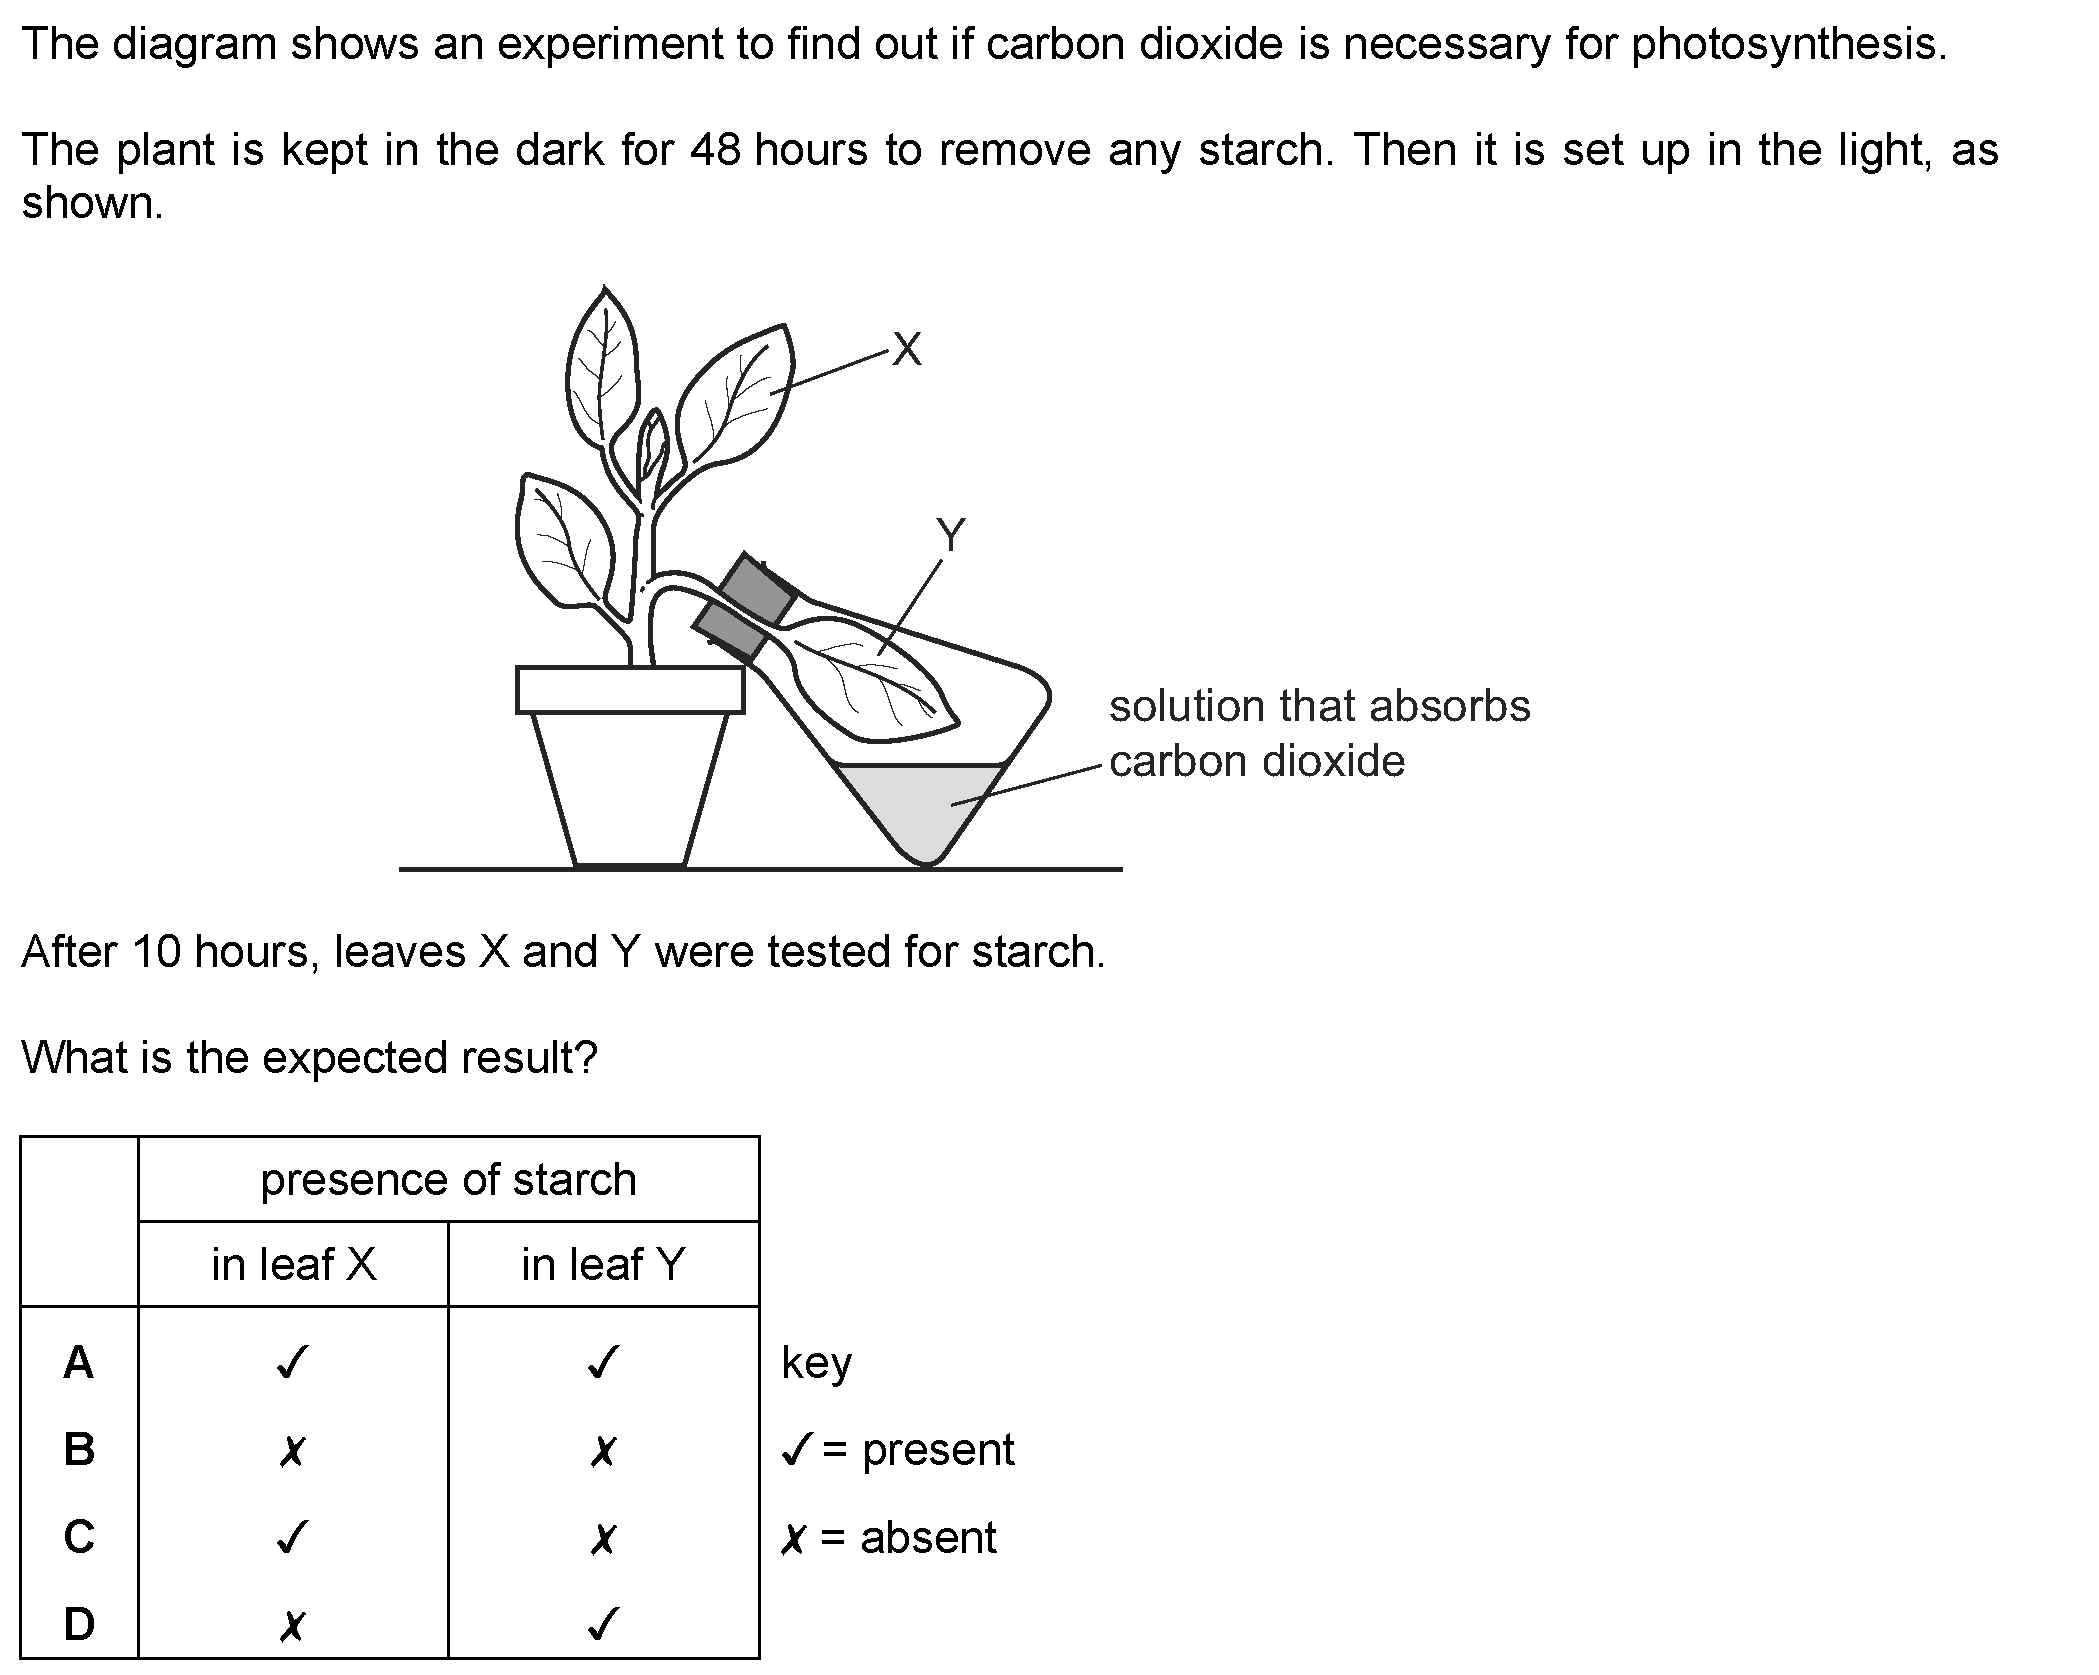 The diagram shows an experiment to find out if carbon dioxide is necessary for photosynthesis.
The plant is kept in the dark for 48 hours to remove any starch. Then it is set up in the light, as
shown.
X
Y
solution that absorbs
carbon dioxide
After 10 hours, leaves X and Y were tested for starch.
What is the expected result?
presence of starch
in leaf X in leaf Y
A ✓ ✓ key
B ✗ ✗ ✓ = present
C ✓ ✗ ✗ = absent
D ✗ ✓